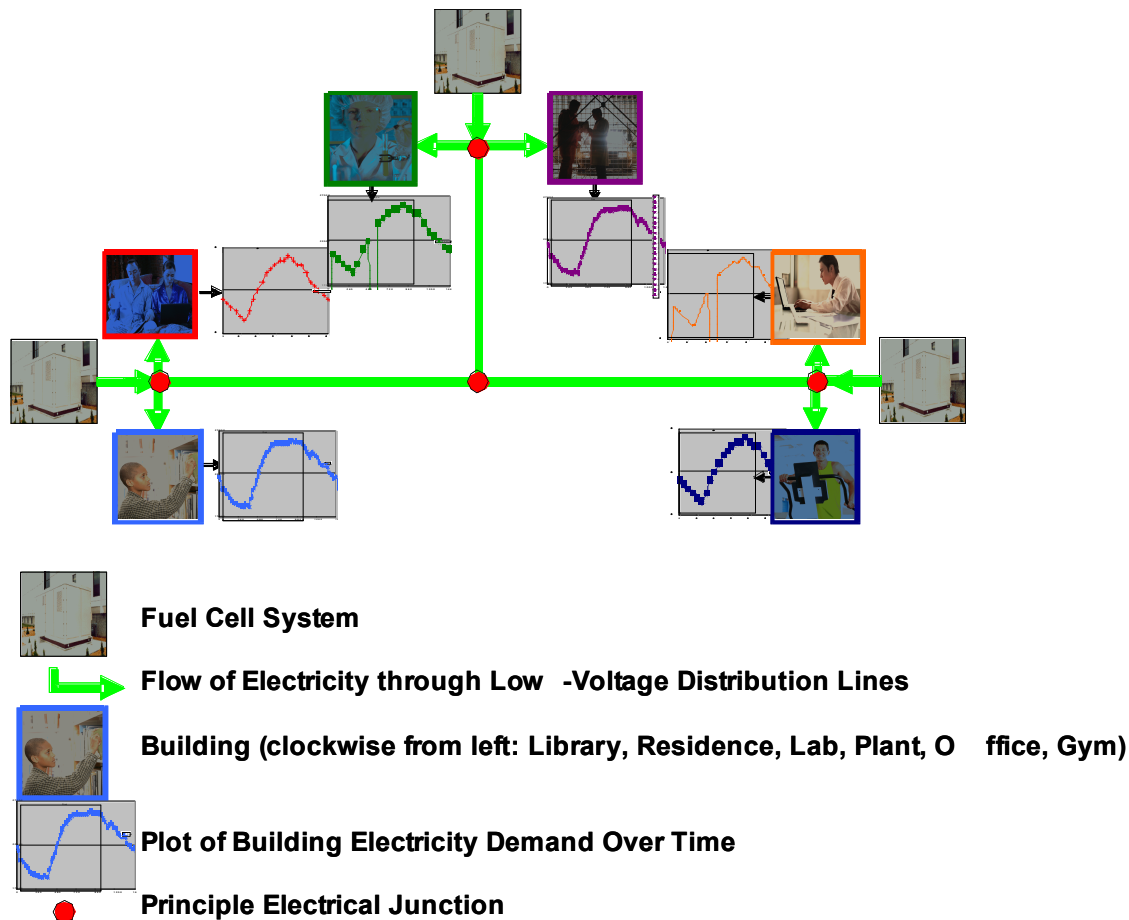 Fuel Cell System
Flow of Electricity through Low -Voltage Distribution Lines
Building (clockwise from left: Library, Residence, Lab, Plant, O ffice, Gym)
Plot of Building Electricity Demand Over Time
Principle Electrical Junction